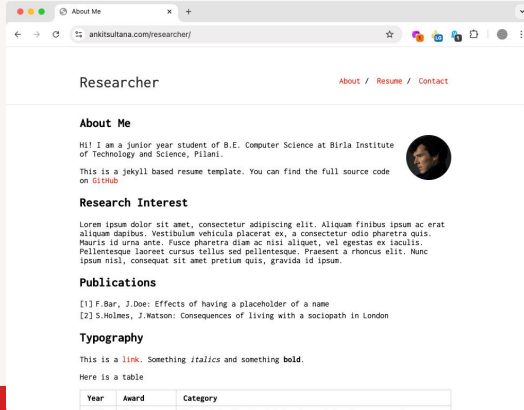 About Me
ankitsultana.com/researcher/
Researcher
About / Resume / Contact
About Me
Hi! I am a junior year student of B.E. Computer Science at Birla Institute
of Technology and Science, Pilani.
This is a jekyll based resume template. You can find the full source code
on GitHub
Research Interest
Lorem ipsum dolor sit amet, consectetur adipiscing elit. Aliquam finibus ipsum ac erat
aliquam dapibus. Vestibulum vehicula placerat ex, a consectetur odio pharetra quis.
Mauris id urna ante. Fusce pharetra diam ac nisi aliquet, vel egestas ex iaculis.
Pellentesque laoreet cursus tellus sed pellentesque. Praesent a rhoncus elit. Nunc
ipsum nisl, consequat sit amet pretium quis, gravida id ipsum.
Publications
[1] F.Bar, J.Doe: Effects of having a placeholder of a name
[2] S.Holmes, J.Watson: Consequences of living with a sociopath in London
Typography
This is a link. Something italics and something bold.
Here is a table
Year Award Category